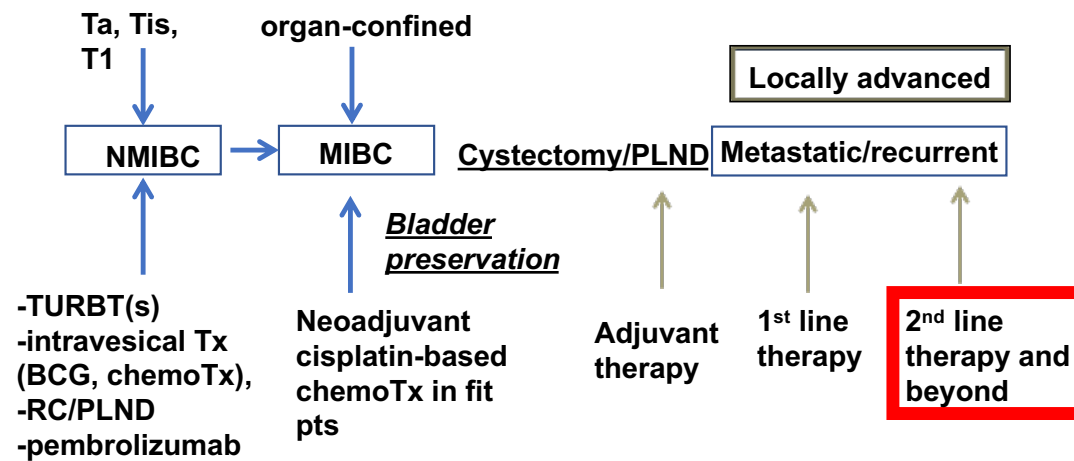 Ta, Tis,
T1
organ-confined
Locally advanced
NMIBC
MIBC
Cystectomy/PLND
Metastatic/recurrent
Bladder
preservation
-TURBT(s)
-intravesical Tx
(BCG, chemoTx),
-RC/PLND
-pembrolizumab
Neoadjuvant
cisplatin-based
chemoTx in fit
pts
Adjuvant
therapy
1st line
therapy
2nd line
therapy and
beyond